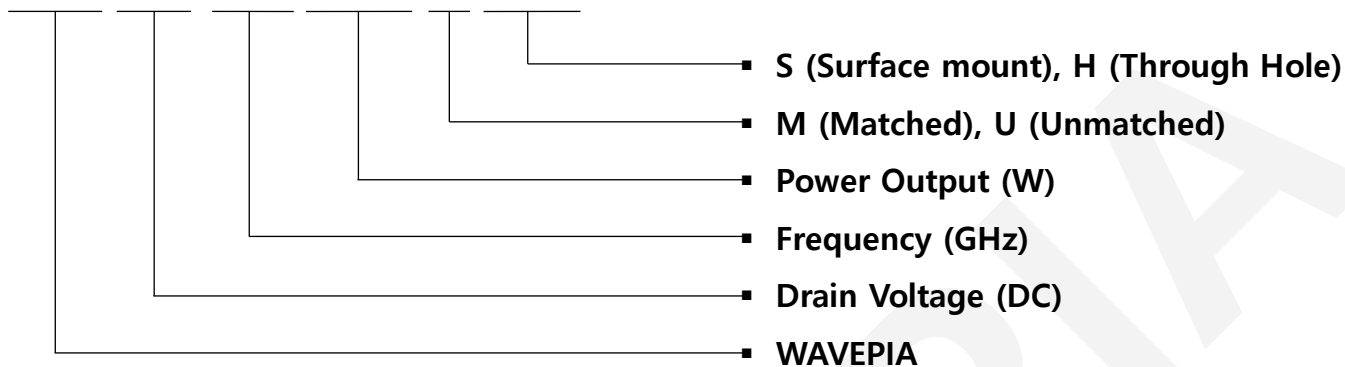 ▪ S (Surface mount), H (Through Hole)
▪ M (Matched), U (Unmatched)
▪ Power Output (W)
▪ Frequency (GHz)
▪ Drain Voltage (DC)
▪ WAVEPIA